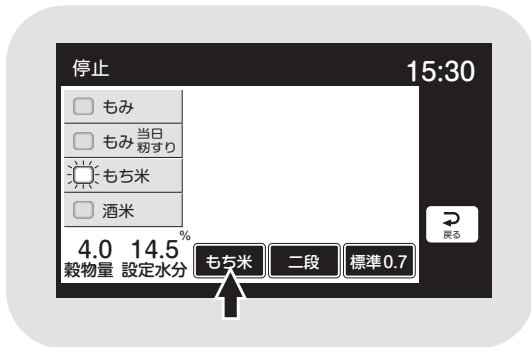 停止 15:30
もみ
もみ 当日籾すり
もち米
酒米
戻る
4.0 14.5%
穀物量 設定水分
もち米 二段 標準0.7